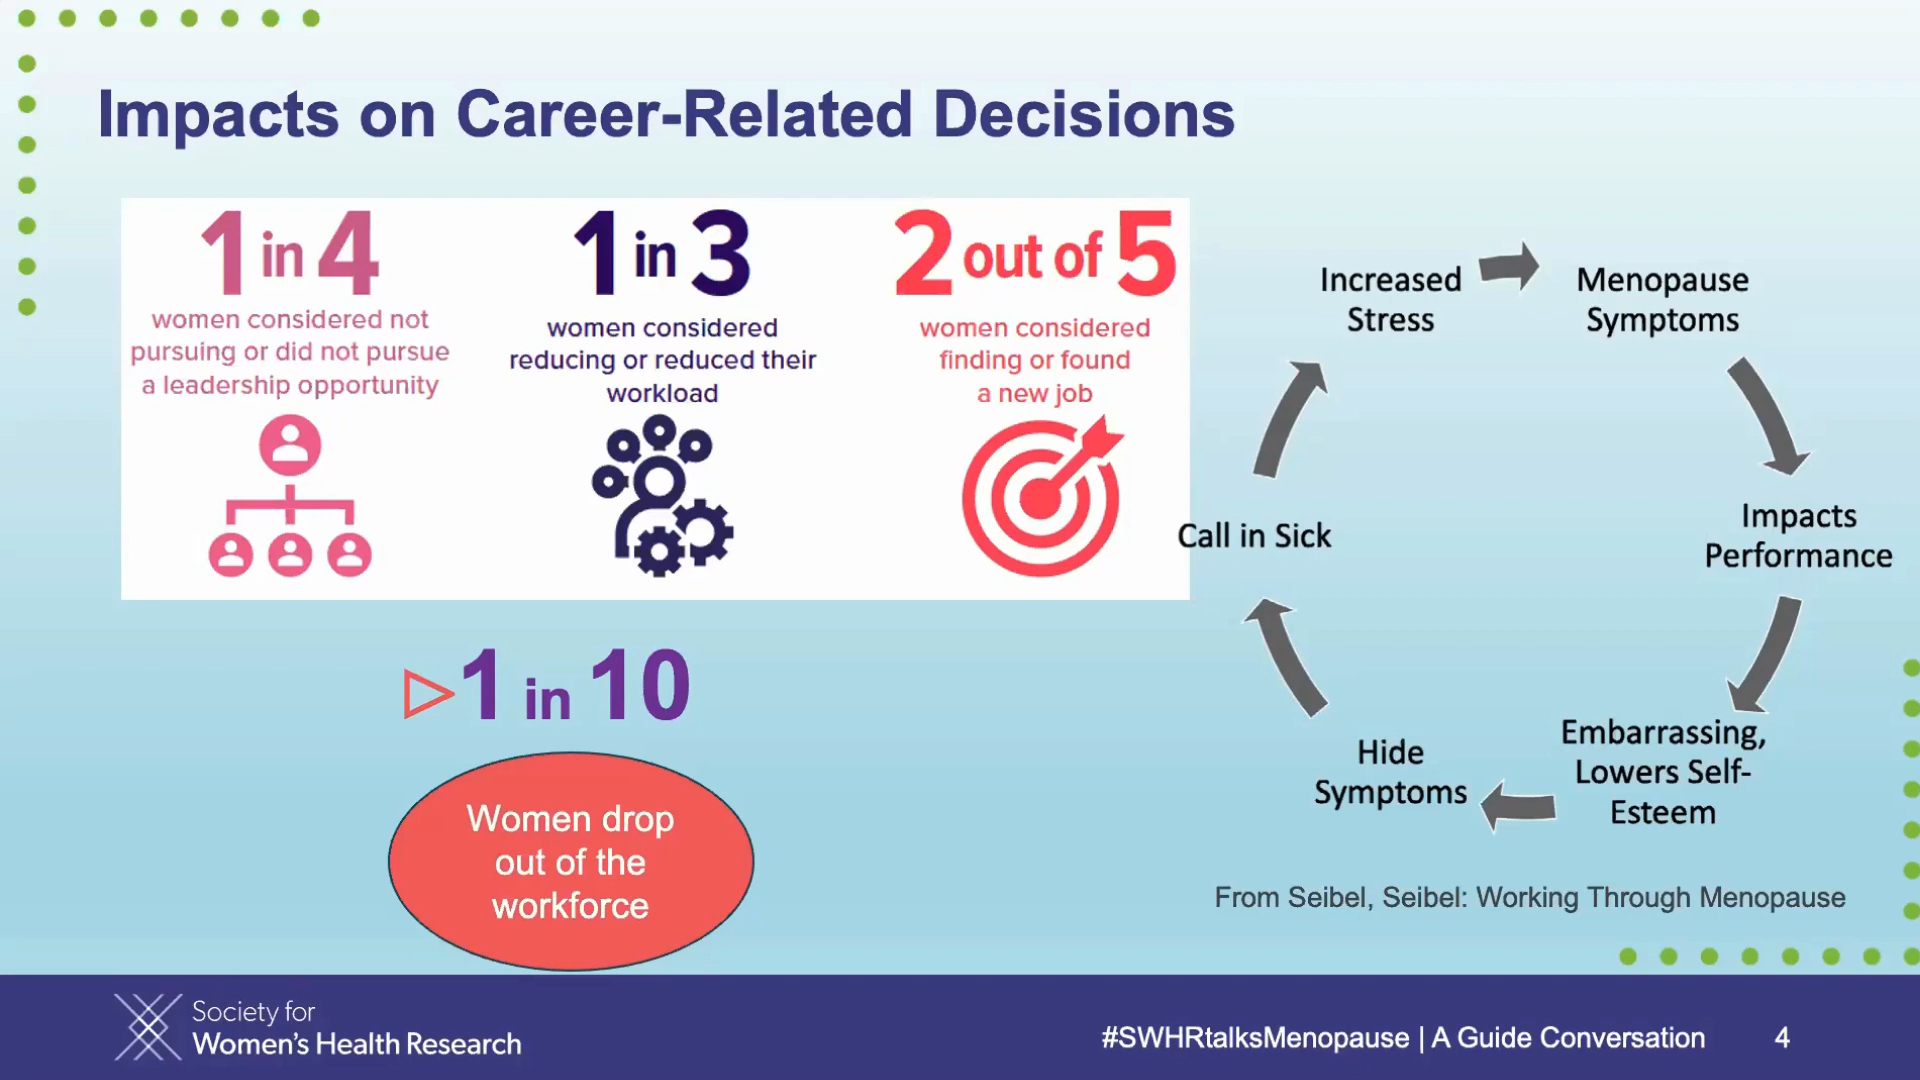 Impacts on Career-Related Decisions
1 in 4
women considered not
pursuing or did not pursue
a leadership opportunity
1 in 3
women considered
reducing or reduced their
workload
2 out of 5
women considered
finding or found
a new job
1 in 10
Women drop
out of the
workforce
Increased
Stress
Menopause
Symptoms
Impacts
Performance
Embarrassing,
Lowers Self-
Esteem
Hide
Symptoms
Call in Sick
From Seibel, Seibel: Working Through Menopause
Society for
Women's Health Research
#SWHRtalksMenopause | A Guide Conversation
4